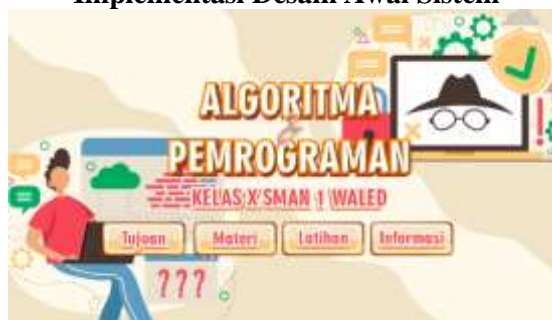 Implementasi Desain Awal Sistem
ALGORITMA
&
PEMROGRAMAN
KELAS X SMAN 1 WALED
Tujuan Materi Latihan Informasi
???